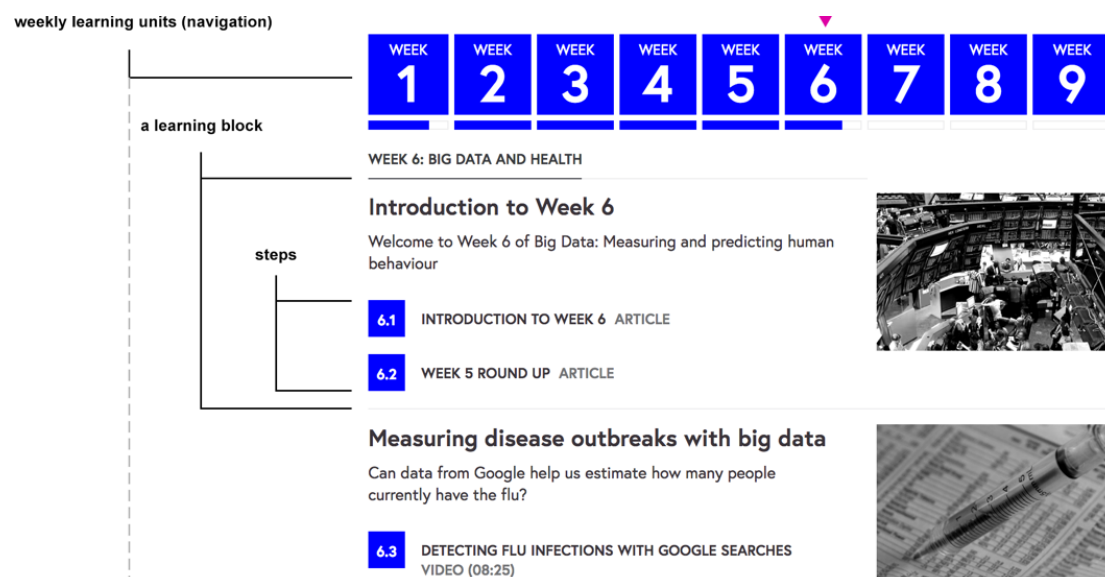 weekly learning units (navigation)
WEEK WEEK WEEK WEEK WEEK WEEK WEEK WEEK WEEK
1 2 3 4 5 6 7 8 9
a learning block
WEEK 6: BIG DATA AND HEALTH
Introduction to Week 6
Welcome to Week 6 of Big Data: Measuring and predicting human
behaviour
steps
6.1 INTRODUCTION TO WEEK 6 ARTICLE
6.2 WEEK 5 ROUND UP ARTICLE
Measuring disease outbreaks with big data
Can data from Google help us estimate how many people
currently have the flu?
6.3 DETECTING FLU INFECTIONS WITH GOOGLE SEARCHES
VIDEO (08:25)